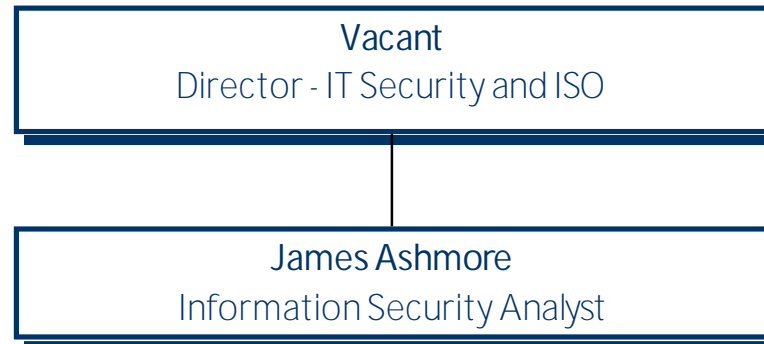 Vacant
Director - IT Security and ISO
James Ashmore
Information Security Analyst